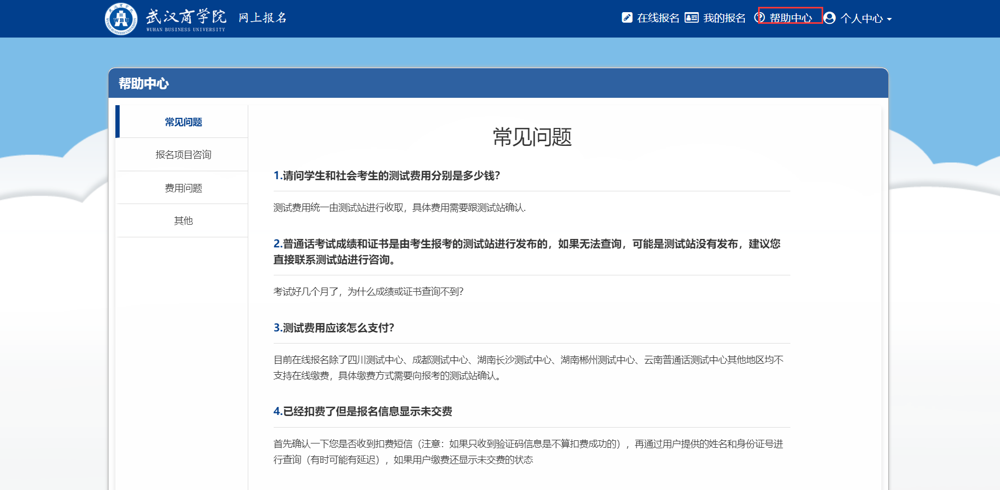 武汉商学院
WUHAN BUSINESS UNIVERSITY
WBU
网上报名
在线报名
我的报名
帮助中心
个人中心
帮助中心
常见问题
报名项目咨询
费用问题
其他
常见问题
1.请问学生和社会考生的测试费用分别是多少钱？
测试费用统一由测试站进行收取，具体费用需要跟测试站确认.
2.普通话考试成绩和证书是由考生报考的测试站进行发布的，如果无法查询，可能是测试站没有发布，建议您
直接联系测试站进行咨询。
考试好几个月了，为什么成绩或证书查询不到？
3.测试费用应该怎么支付？
目前在线报名除了四川测试中心、成都测试中心、湖南长沙测试中心、湖南郴州测试中心、云南普通话测试中心其他地区均不
支持在线缴费，具体缴费方式需要向报考的测试站确认。
4.已经扣费了但是报名信息显示未交费
首先确认一下您是否收到扣费短信（注意：如果只收到验证码信息是不算扣费成功的），再通过用户提供的姓名和身份证号进
行查询（有时可能有延迟），如果用户缴费还显示未交费的状态